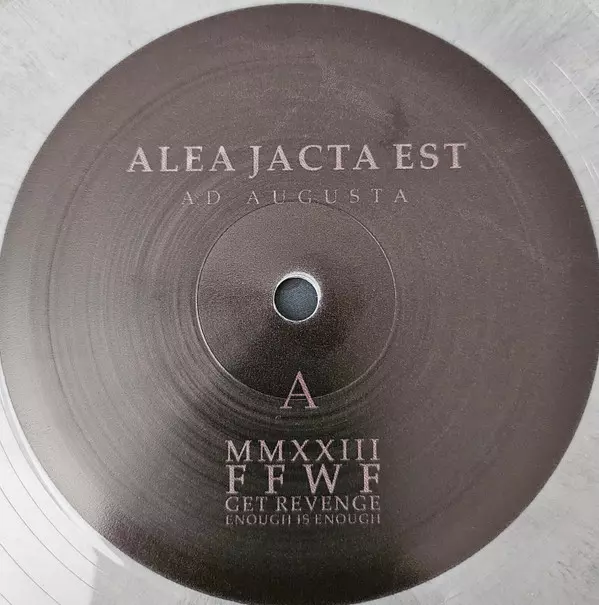 ALEA JACTA EST
AD AUGUSTA
A
MMXXIII
FFWF
GET REVENGE
ENOUGH IS ENOUGH